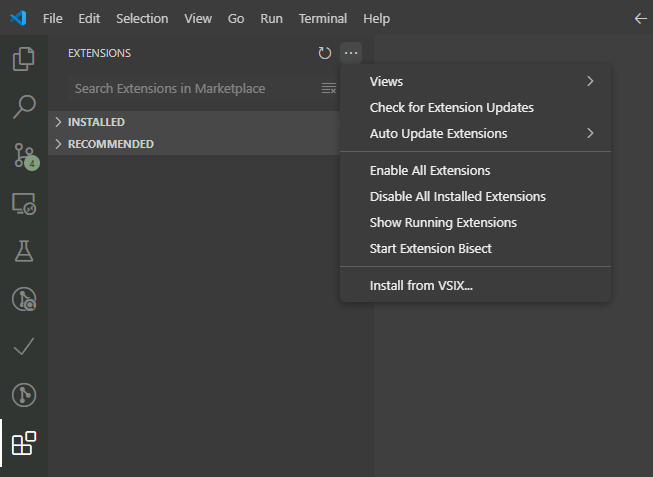 File Edit Selection View Go Run Terminal Help
EXTENSIONS
Search Extensions in Marketplace
INSTALLED
RECOMMENDED
4
Views
Check for Extension Updates
Auto Update Extensions
Enable All Extensions
Disable All Installed Extensions
Show Running Extensions
Start Extension Bisect
Install from VSIX...